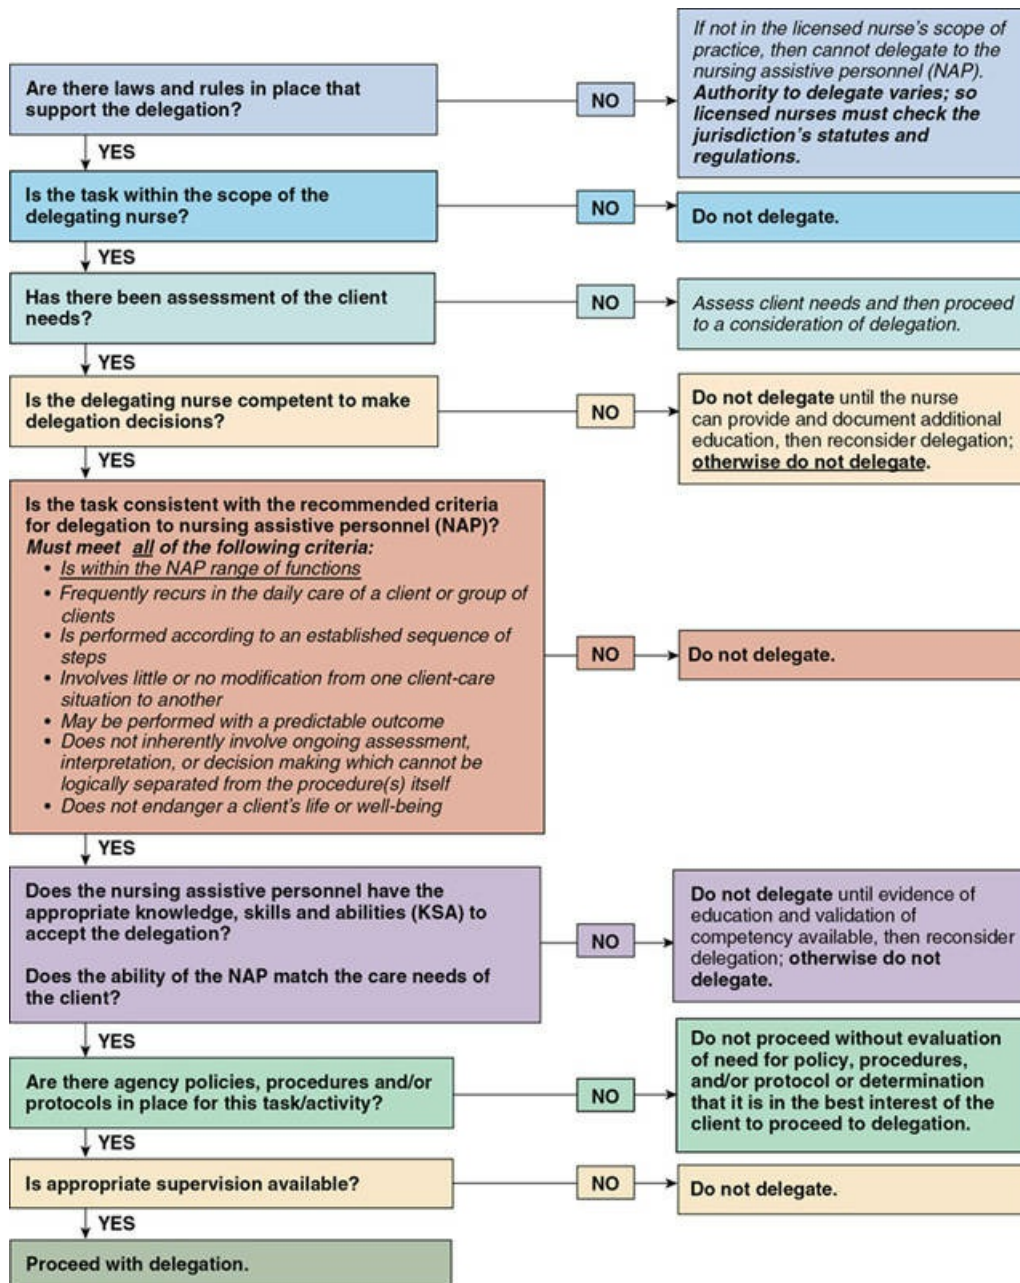 Are there laws and rules in place that
support the delegation?
NO
If not in the licensed nurse's scope of
practice, then cannot delegate to the
nursing assistive personnel (NAP).
Authority to delegate varies; so
licensed nurses must check the
jurisdiction's statutes and
regulations.
YES
Is the task within the scope of the
delegating nurse?
NO
Do not delegate.
YES
Has there been assessment of the client
needs?
NO
Assess client needs and then proceed
to a consideration of delegation.
YES
Is the delegating nurse competent to make
delegation decisions?
NO
Do not delegate until the nurse
can provide and document additional
education, then reconsider delegation;
otherwise do not delegate.
YES
Is the task consistent with the recommended criteria
for delegation to nursing assistive personnel (NAP)?
Must meet all of the following criteria:
• Is within the NAP range of functions
• Frequently recurs in the daily care of a client or group of
clients
• Is performed according to an established sequence of
steps
• Involves little or no modification from one client-care
situation to another
• May be performed with a predictable outcome
• Does not inherently involve ongoing assessment,
interpretation, or decision making which cannot be
logically separated from the procedure(s) itself
• Does not endanger a client's life or well-being
NO
Do not delegate.
YES
Does the nursing assistive personnel have the
appropriate knowledge, skills and abilities (KSA) to
accept the delegation?
Does the ability of the NAP match the care needs of
the client?
NO
Do not delegate until evidence of
education and validation of
competency available, then reconsider
delegation; otherwise do not
delegate.
YES
Are there agency policies, procedures and/or
protocols in place for this task/activity?
NO
Do not proceed without evaluation
of need for policy, procedures,
and/or protocol or determination
that it is in the best interest of the
client to proceed to delegation.
YES
Is appropriate supervision available?
NO
Do not delegate.
YES
Proceed with delegation.